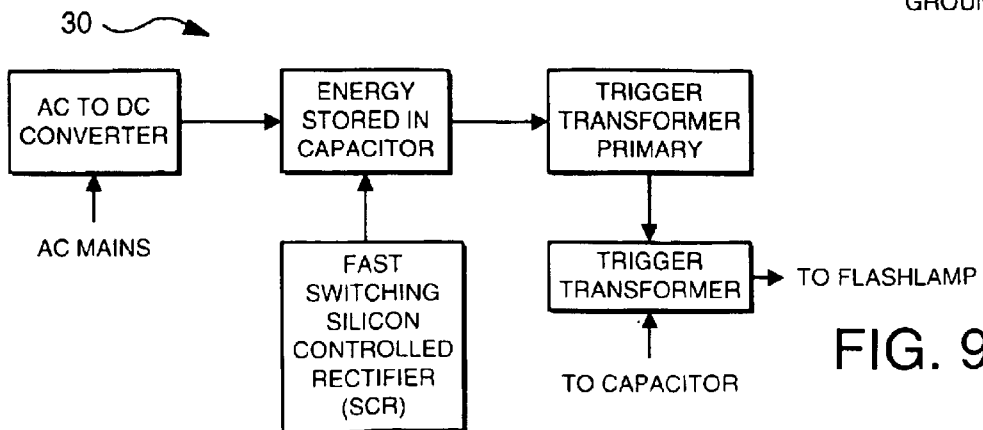 GROUN
30
AC TO DC
CONVERTER
ENERGY
STORED IN
CAPACITOR
TRIGGER
TRANSFORMER
PRIMARY
AC MAINS
FAST
SWITCHING
SILICON
CONTROLLED
RECTIFIER
(SCR)
TRIGGER
TRANSFORMER
TO FLASHLAMP
TO CAPACITOR
FIG. 9